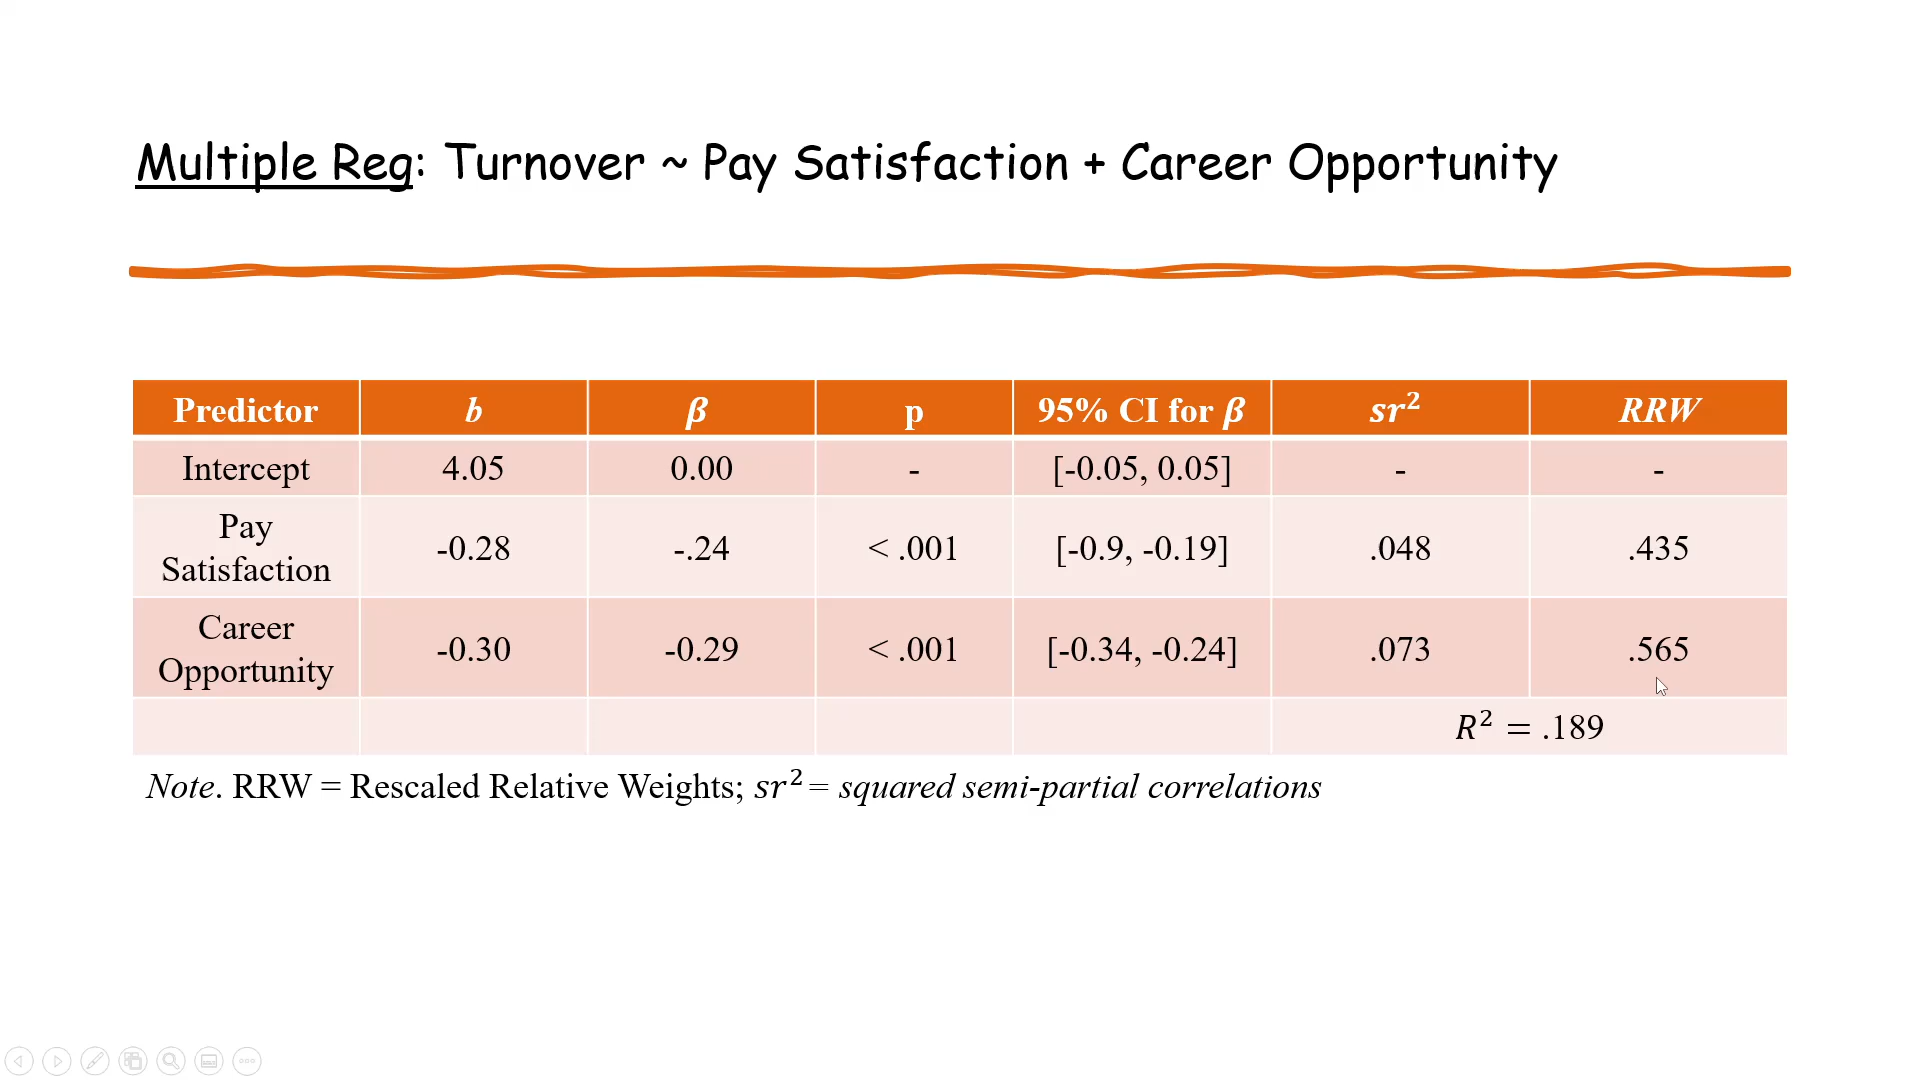 Multiple Reg: Turnover ~ Pay Satisfaction + Career Opportunity
Predictor b β p 95% CI for β sr² RRW
Intercept 4.05 0.00 - [-0.05, 0.05] - -
Pay Satisfaction -0.28 -.24 < .001 [-0.9, -0.19] .048 .435
Career Opportunity -0.30 -0.29 < .001 [-0.34, -0.24] .073 .565
R² = .189
Note. RRW = Rescaled Relative Weights; sr²= squared semi-partial correlations